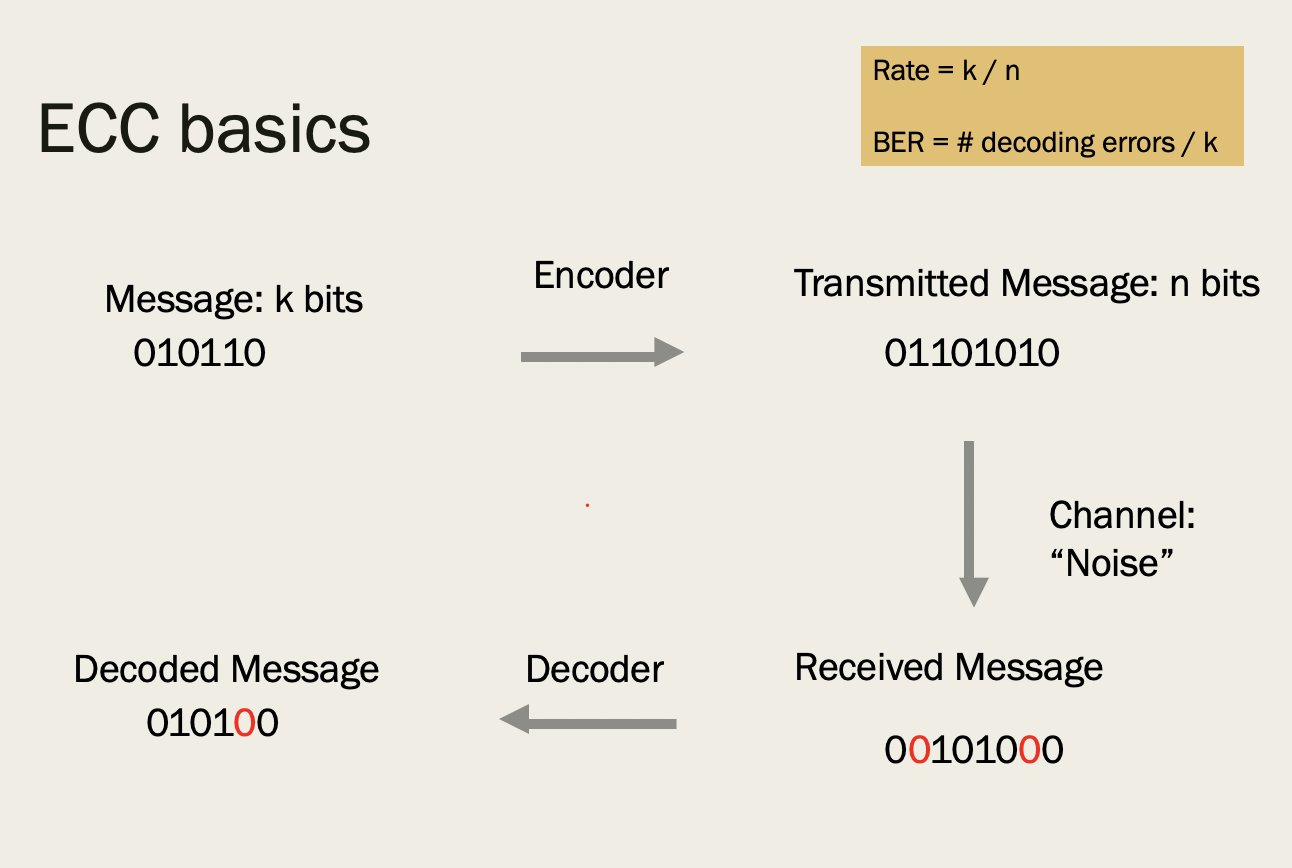 ECC basics
Rate = k / n
BER = # decoding errors / k
Message: k bits
010110
Encoder
Transmitted Message: n bits
01101010
Channel:
“Noise”
Received Message
00101000
Decoder
Decoded Message
010100